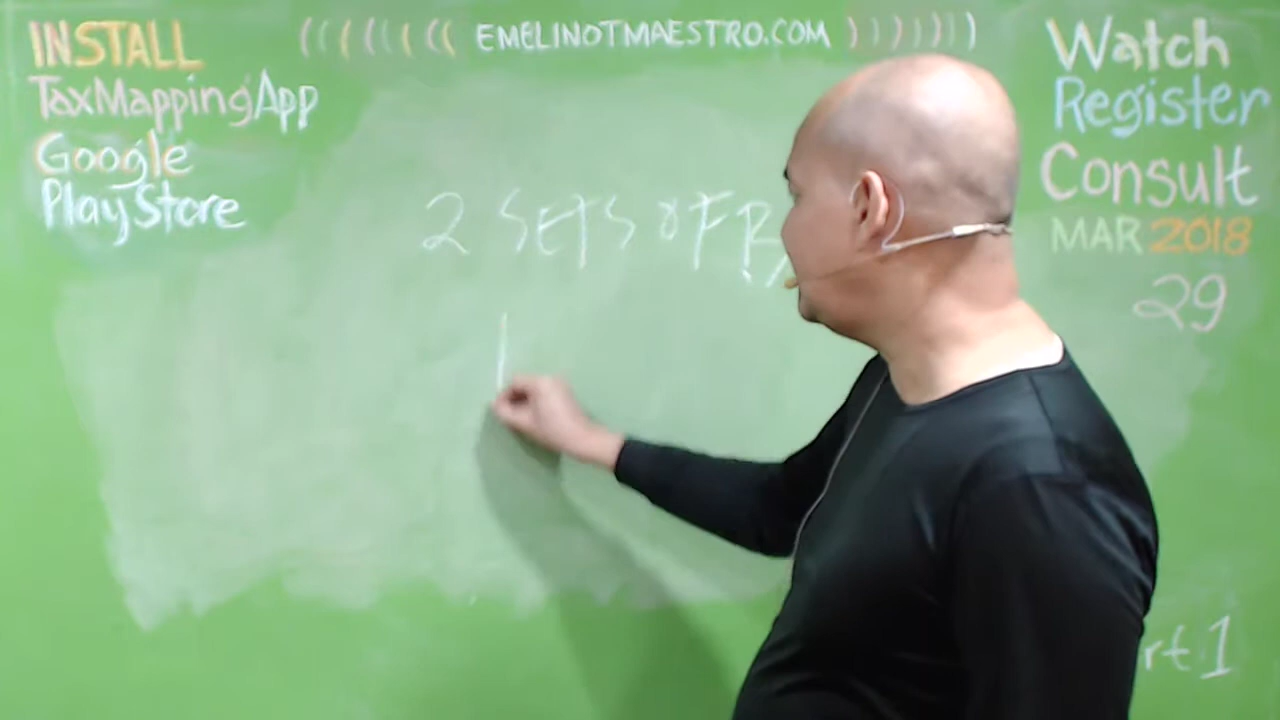 INSTALL
TaxMappingApp
Google
PlayStore
((((((( EMELINOTMAESTRO.COM )))))))
Watch
Register
Consult
MAR 2018
29
2 SETS OF
rt 1